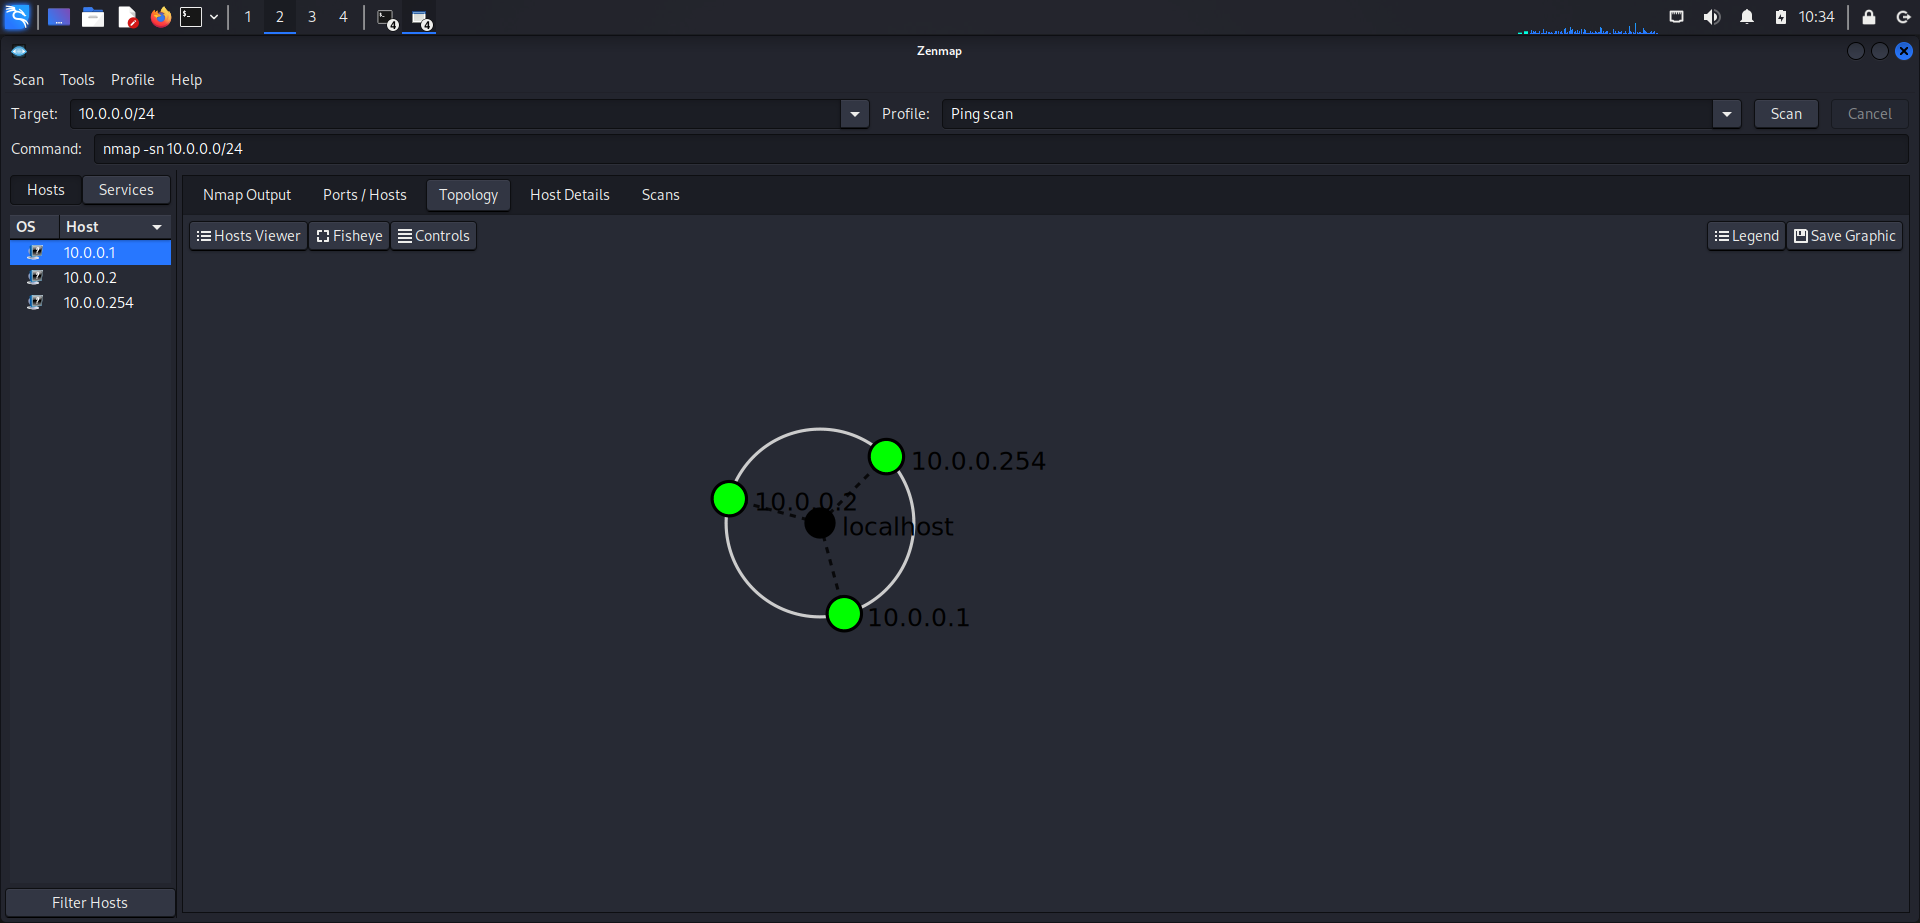 1 2 3 4 4 4 10:34
Zenmap
Scan Tools Profile Help
Target: 10.0.0.0/24 Profile: Ping scan Scan Cancel
Command: nmap -sn 10.0.0.0/24
Hosts Services
Nmap Output Ports / Hosts Topology Host Details Scans
OS Host
10.0.0.1
10.0.0.2
10.0.0.254
Hosts Viewer Fisheye Controls Legend Save Graphic
10.0.0.254
10.0.0.2
localhost
10.0.0.1
Filter Hosts